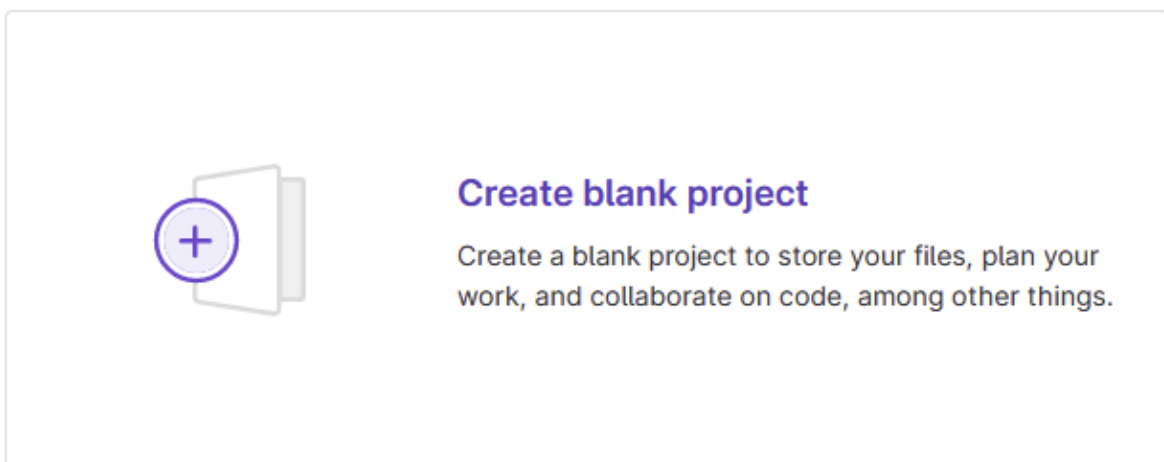 Create blank project
Create a blank project to store your files, plan your
work, and collaborate on code, among other things.